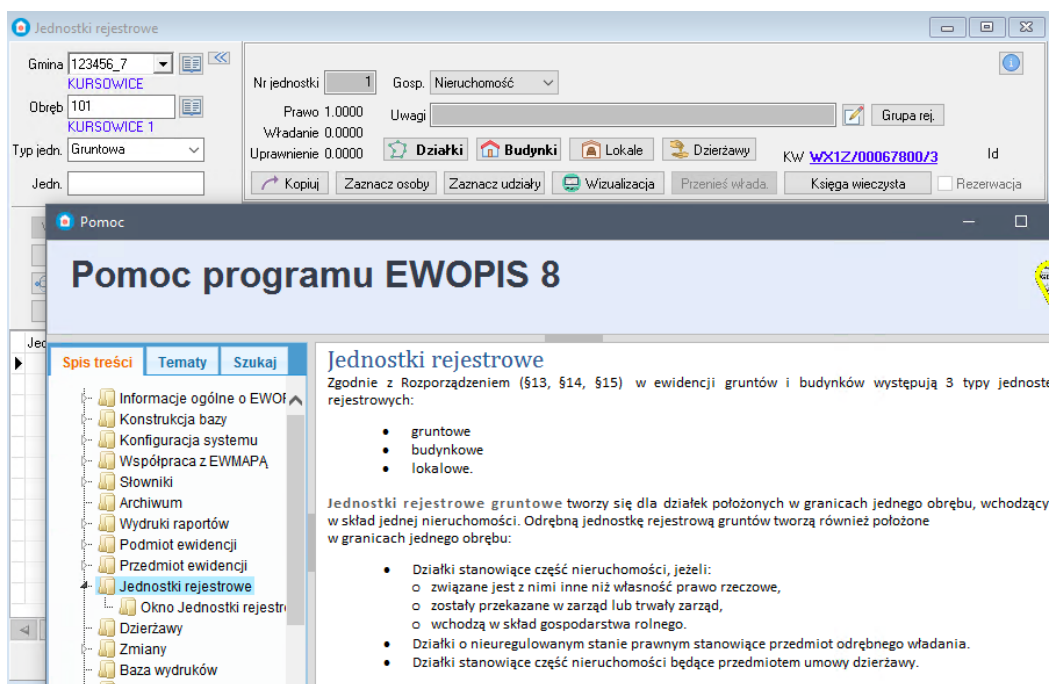 Jednostki rejestrowe
Gmina 123456_7
KURSOWICE
Obręb 101
KURSOWICE 1
Typ jedn. Gruntowa
Jedn.
Nr jednostki 1 Gosp. Nieruchomość
Prawo 1.0000 Uwagi Grupa rej.
Władanie 0.0000
Uprawnienie 0.0000 Działki Budynki Lokale Dzierżawy KW WX1Z/00067800/3 Id
Kopiuj Zaznacz osoby Zaznacz udziały Wizualizacja Przenieś włada. Księga wieczysta Rezerwacja
Pomoc
Pomoc programu EWOPIS 8
Jed
Spis treści Tematy Szukaj
Informacje ogólne o EWOP
Konstrukcja bazy
Konfiguracja systemu
Współpraca z EWMAPĄ
Słowniki
Archiwum
Wydruki raportów
Podmiot ewidencji
Przedmiot ewidencji
Jednostki rejestrowe
Okno Jednostki rejestr
Dzierżawy
Zmiany
Baza wydruków
Jednostki rejestrowe
Zgodnie z Rozporządzeniem (§13, §14, §15) w ewidencji gruntów i budynków występują 3 typy jednoste
rejestrowych:
• gruntowe
• budynkowe
• lokalowe.
Jednostki rejestrowe gruntowe tworzy się dla działek położonych w granicach jednego obrębu, wchodzący
w skład jednej nieruchomości. Odrębną jednostkę rejestrową gruntów tworzą również położone
w granicach jednego obrębu:
• Działki stanowiące część nieruchomości, jeżeli:
o związane jest z nimi inne niż własność prawo rzeczowe,
o zostały przekazane w zarząd lub trwały zarząd,
o wchodzą w skład gospodarstwa rolnego.
• Działki o nieuregulowanym stanie prawnym stanowiące przedmiot odrębnego władania.
• Działki stanowiące część nieruchomości będące przedmiotem umowy dzierżawy.